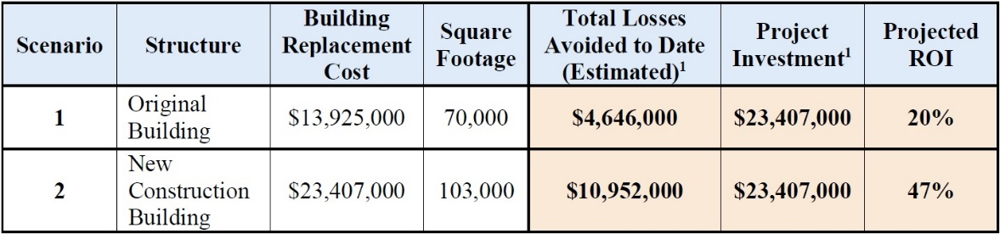 Scenario Structure Building Replacement Cost Square Footage Total Losses Avoided to Date (Estimated)¹ Project Investment¹ Projected ROI
1 Original Building $13,925,000 70,000 $4,646,000 $23,407,000 20%
2 New Construction Building $23,407,000 103,000 $10,952,000 $23,407,000 47%